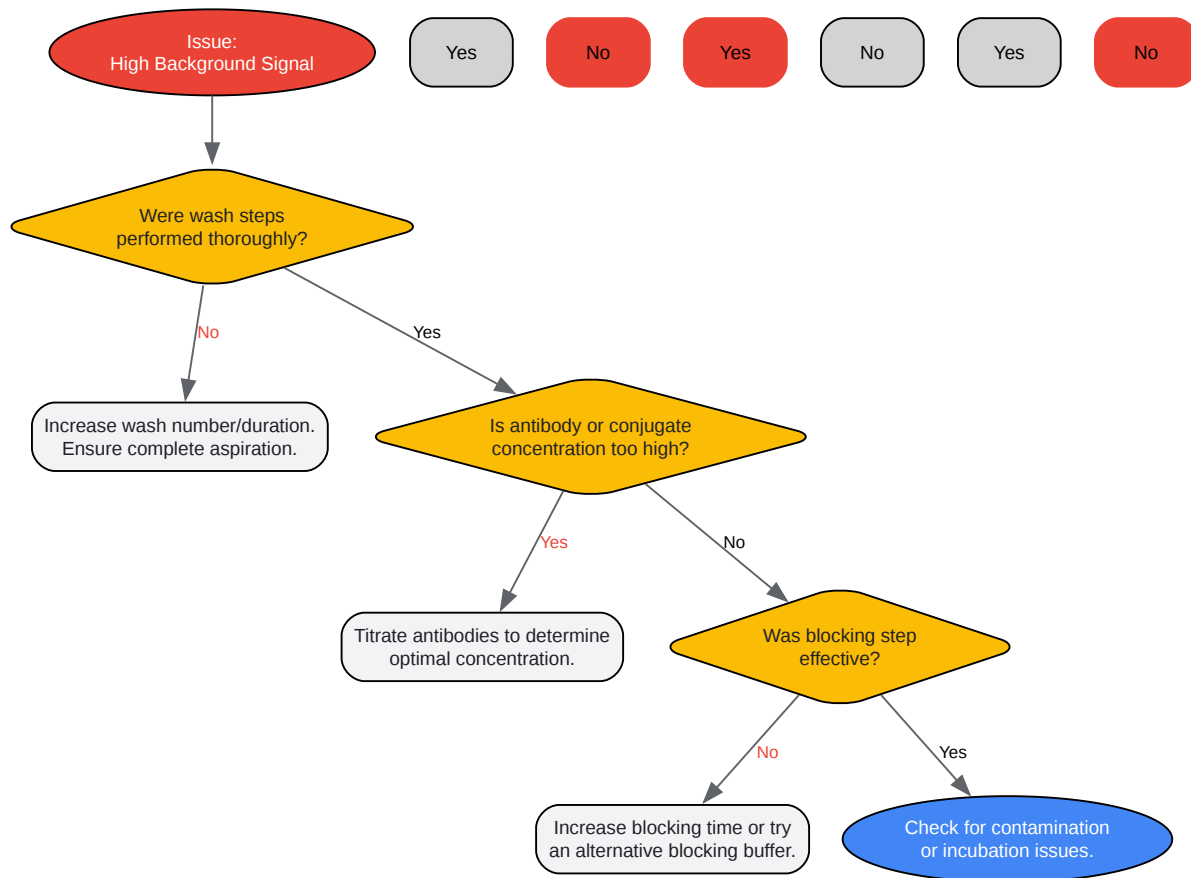 Issue:
High Background Signal
Yes
No
Yes
No
Yes
No
Were wash steps
performed thoroughly?
No
Yes
Increase wash number/duration.
Ensure complete aspiration.
Is antibody or conjugate
concentration too high?
Yes
No
Titrate antibodies to determine
optimal concentration.
Was blocking step
effective?
No
Yes
Increase blocking time or try
an alternative blocking buffer.
Check for contamination
or incubation issues.